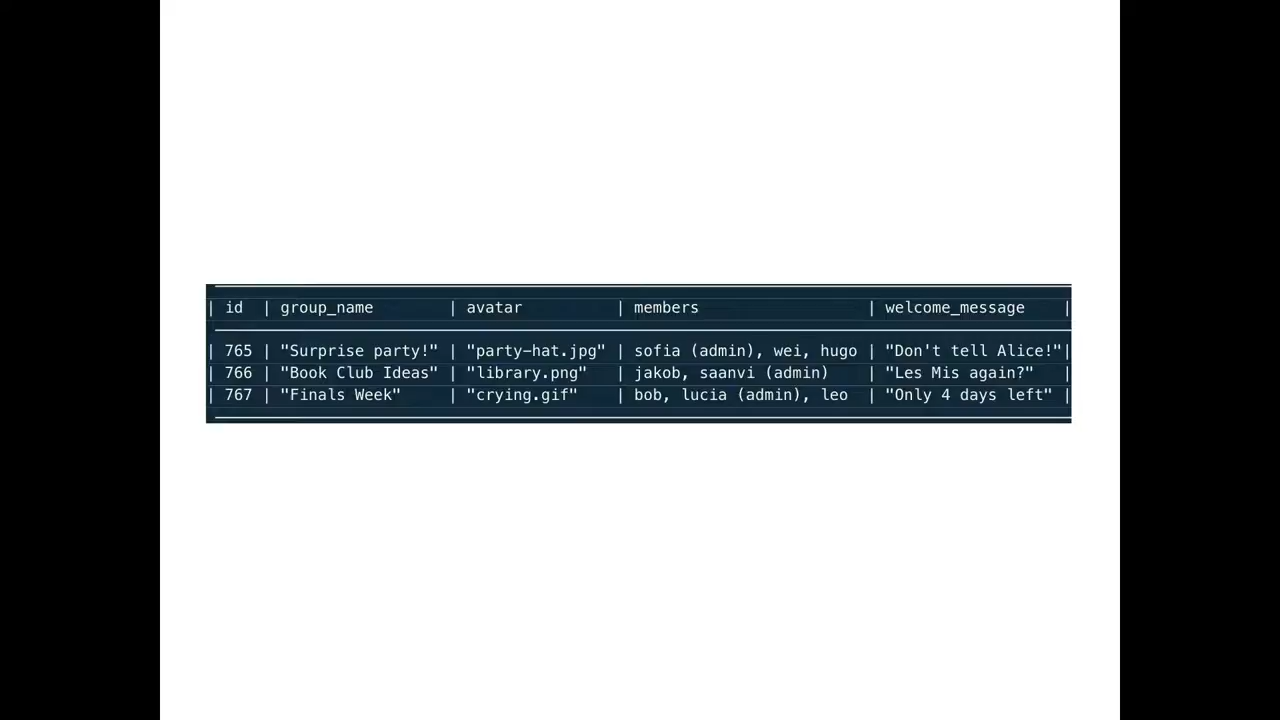 | id | group_name | avatar | members | welcome_message |
| 765 | "Surprise party!" | "party-hat.jpg" | sofia (admin), wei, hugo | "Don't tell Alice!"|
| 766 | "Book Club Ideas" | "library.png" | jakob, saanvi (admin) | "Les Mis again?" |
| 767 | "Finals Week" | "crying.gif" | bob, lucia (admin), leo | "Only 4 days left" |